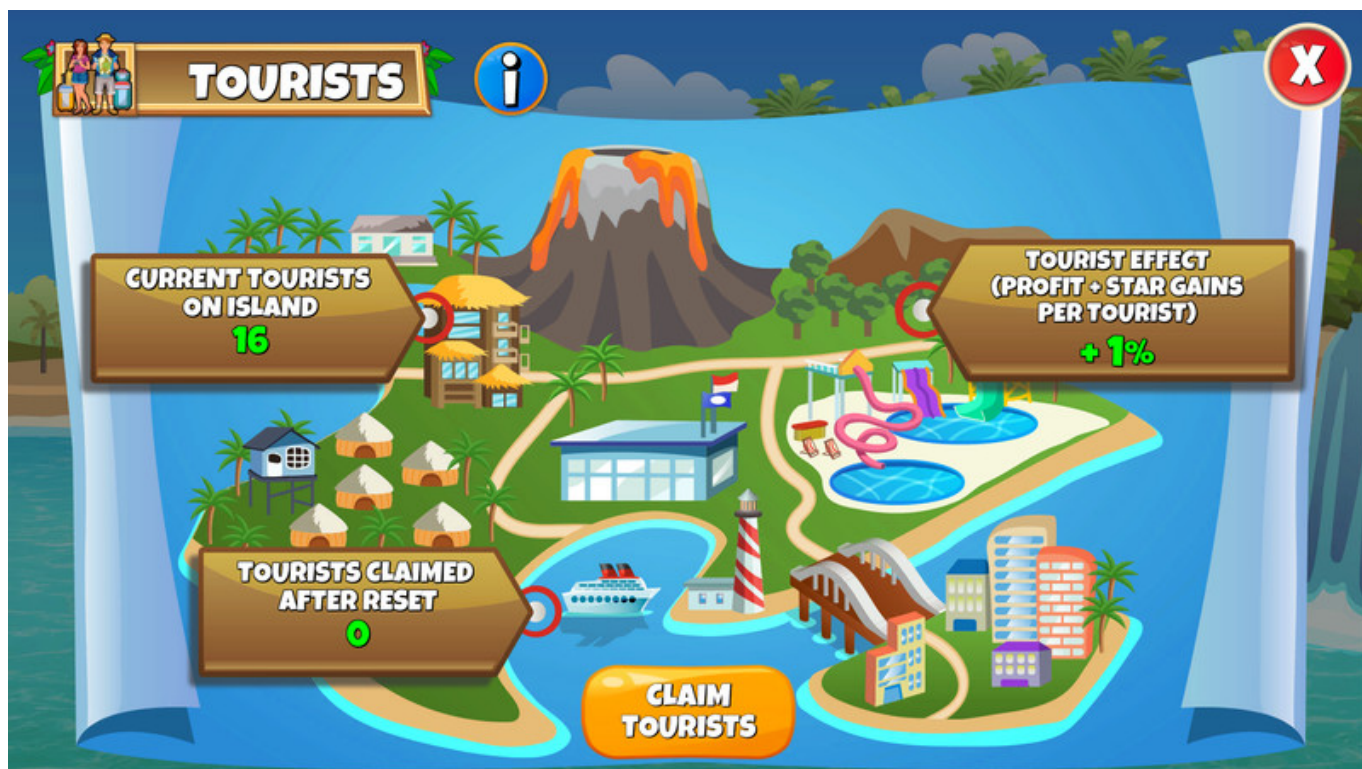 TOURISTS
i
X
CURRENT TOURISTS
ON ISLAND
16
TOURIST EFFECT
(PROFIT + STAR GAINS
PER TOURIST)
+ 1%
TOURISTS CLAIMED
AFTER RESET
0
CLAIM
TOURISTS